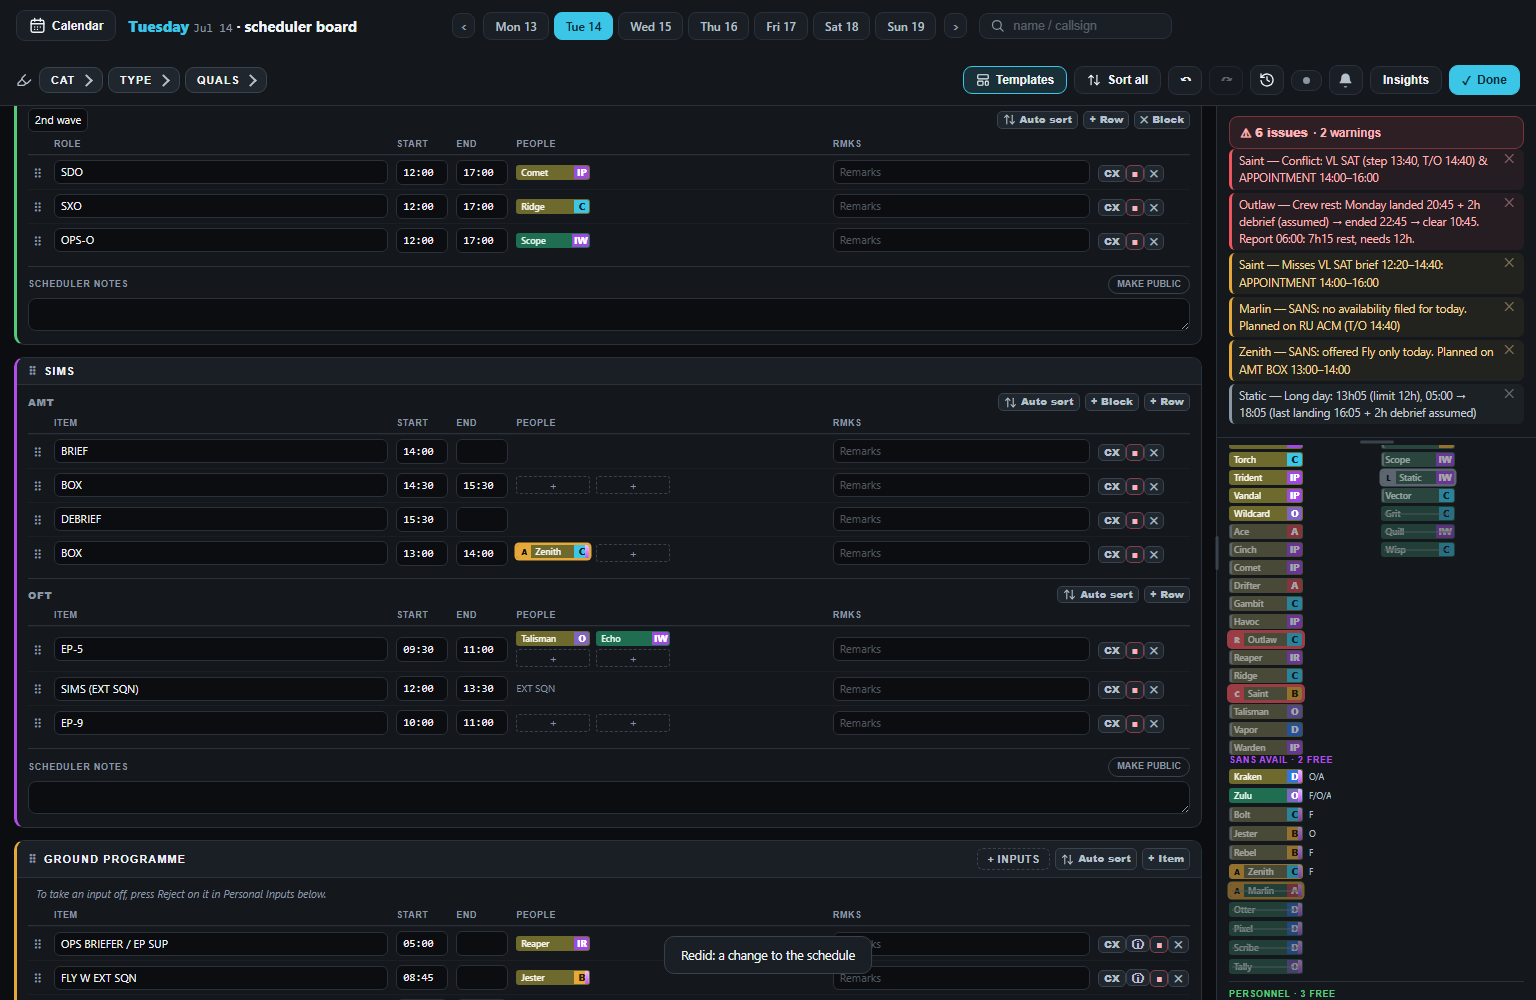 Calendar
Tuesday Jul 14 · scheduler board
‹ Mon 13 Tue 14 Wed 15 Thu 16 Fri 17 Sat 18 Sun 19 ›
name / callsign
CAT TYPE QUALS
Templates Sort all Insights ✓ Done
2nd wave
Auto sort + Row ✕ Block
ROLE START END PEOPLE RMKS
SDO 12:00 17:00 Comet IP Remarks CX
SXO 12:00 17:00 Ridge C Remarks CX
OPS-O 12:00 17:00 Scope IW Remarks CX
SCHEDULER NOTES MAKE PUBLIC
SIMS
AMT Auto sort + Block + Row
ITEM START END PEOPLE RMKS
BRIEF 14:00 Remarks CX
BOX 14:30 15:30 + + Remarks CX
DEBRIEF 15:30 Remarks CX
BOX 13:00 14:00 A Zenith C + Remarks CX
OFT Auto sort + Row
ITEM START END PEOPLE RMKS
EP-5 09:30 11:00 Talisman O Echo IW + + Remarks CX
SIMS (EXT SQN) 12:00 13:30 EXT SQN Remarks CX
EP-9 10:00 11:00 + + Remarks CX
SCHEDULER NOTES MAKE PUBLIC
GROUND PROGRAMME + INPUTS Auto sort + Item
To take an input off, press Reject on it in Personal Inputs below.
ITEM START END PEOPLE RMKS
OPS BRIEFER / EP SUP 05:00 Reaper IR CX
FLY W EXT SQN 08:45 Jester B Remarks CX
Redid: a change to the schedule
6 issues · 2 warnings
Saint — Conflict: VL SAT (step 13:40, T/O 14:40) &
APPOINTMENT 14:00–16:00
Outlaw — Crew rest: Monday landed 20:45 + 2h
debrief (assumed) → ended 22:45 → clear 10:45.
Report 06:00: 7h15 rest, needs 12h.
Saint — Misses VL SAT brief 12:20–14:40:
APPOINTMENT 14:00–16:00
Marlin — SANS: no availability filed for today.
Planned on RU ACM (T/O 14:40)
Zenith — SANS: offered Fly only today. Planned on
AMT BOX 13:00–14:00
Static — Long day: 13h05 (limit 12h), 05:00 →
18:05 (last landing 16:05 + 2h debrief assumed)
Torch C
Trident IP
Vandal IP
Wildcard O
Ace A
Cinch IP
Comet IP
Drifter A
Gambit C
Havoc IP
R Outlaw C
Reaper IR
Ridge C
C Saint B
Talisman O
Vapor D
Warden IP
Scope IW
L Static IW
Vector C
Grit C
Quill IW
Wisp C
SANS AVAIL · 2 FREE
Kraken D O/A
Zulu O F/O/A
Bolt C F
Jester B O
Rebel B F
A Zenith C F
A Marlin A
Otter D
Pixel D
Scribe D
Tally O
PERSONNEL · 3 FREE